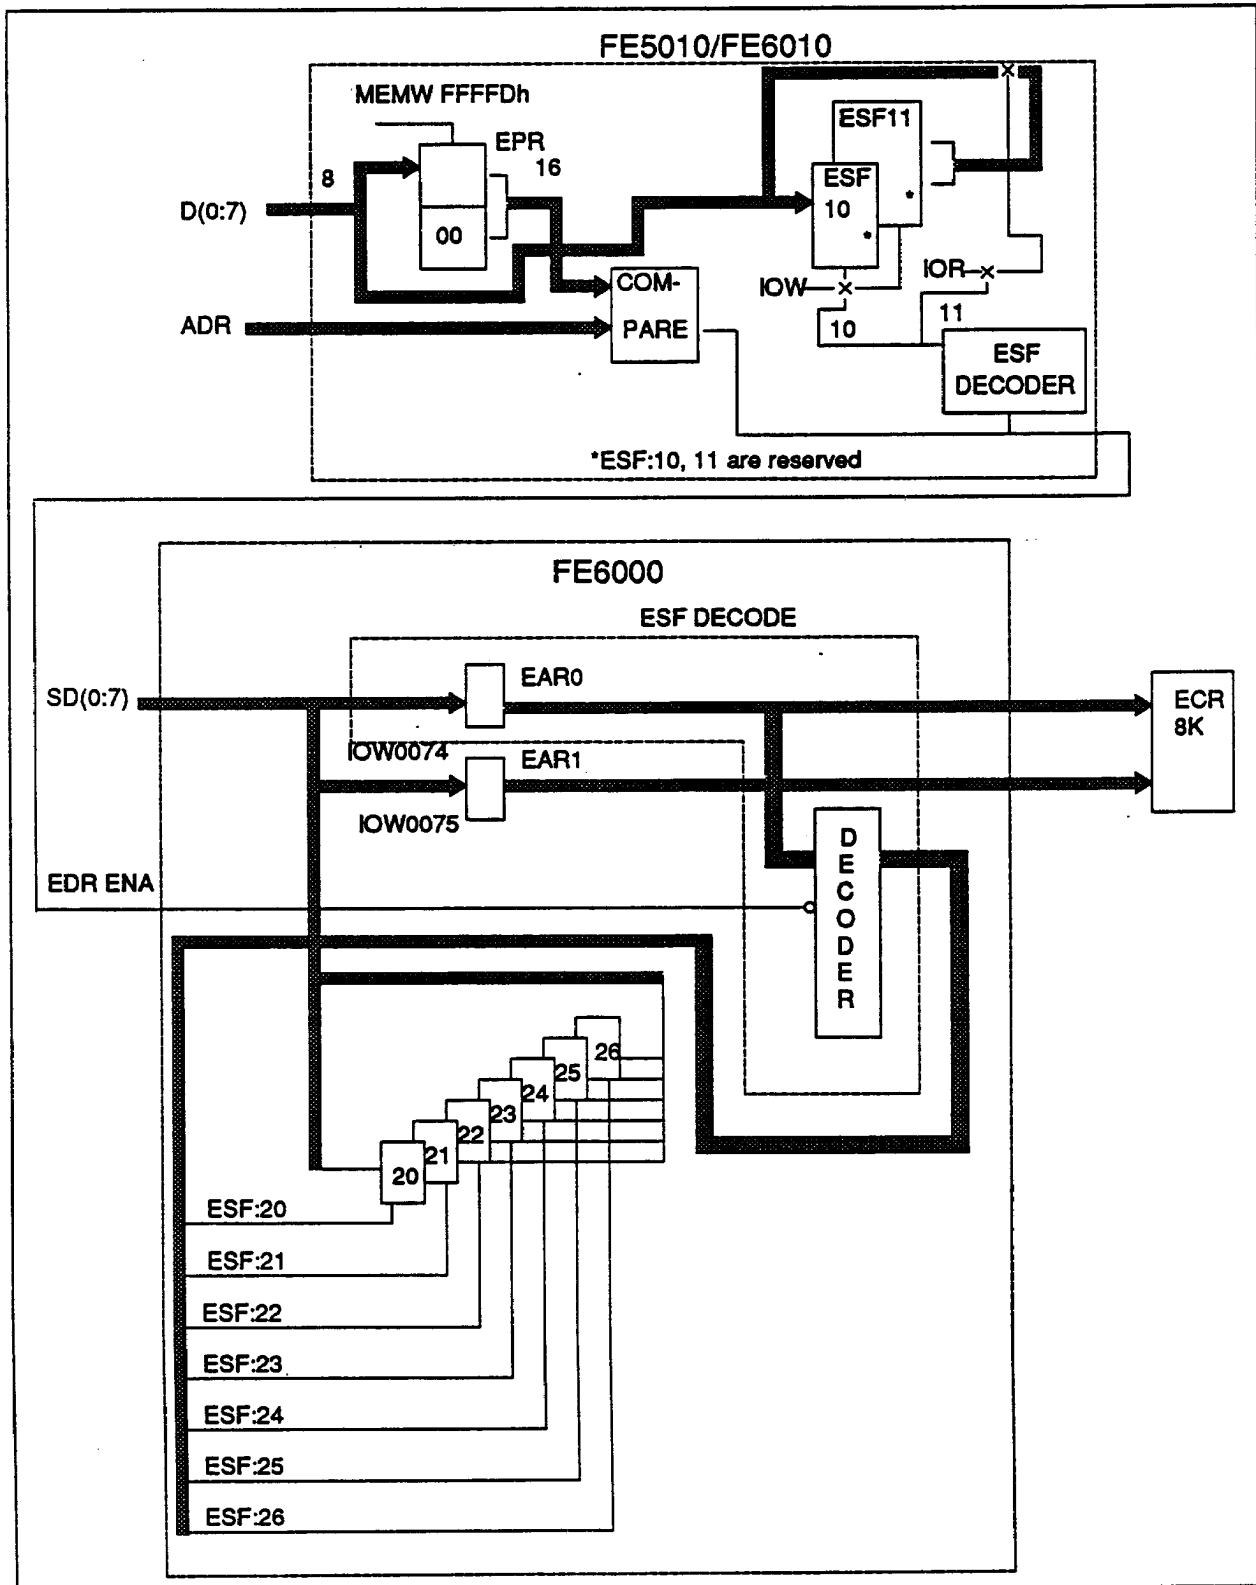 FE5010/FE6010
MEMW FFFFDh
EPR
16
8
D(0:7)
00
ESF11
*
ESF
10
*
COM-
PARE
ADR
IOW
IOR
10
11
ESF
DECODER
*ESF:10, 11 are reserved
FE6000
ESF DECODE
SD(0:7)
EAR0
IOW0074
EAR1
IOW0075
ECR
8K
EDR ENA
DECODER
26
25
24
23
22
21
20
ESF:20
ESF:21
ESF:22
ESF:23
ESF:24
ESF:25
ESF:26